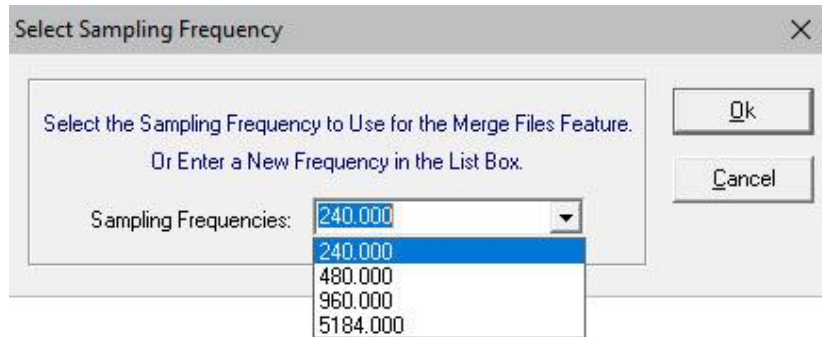 Select Sampling Frequency
Select the Sampling Frequency to Use for the Merge Files Feature.
Or Enter a New Frequency in the List Box.
Sampling Frequencies: 240.000
240.000
480.000
960.000
5184.000
Ok
Cancel